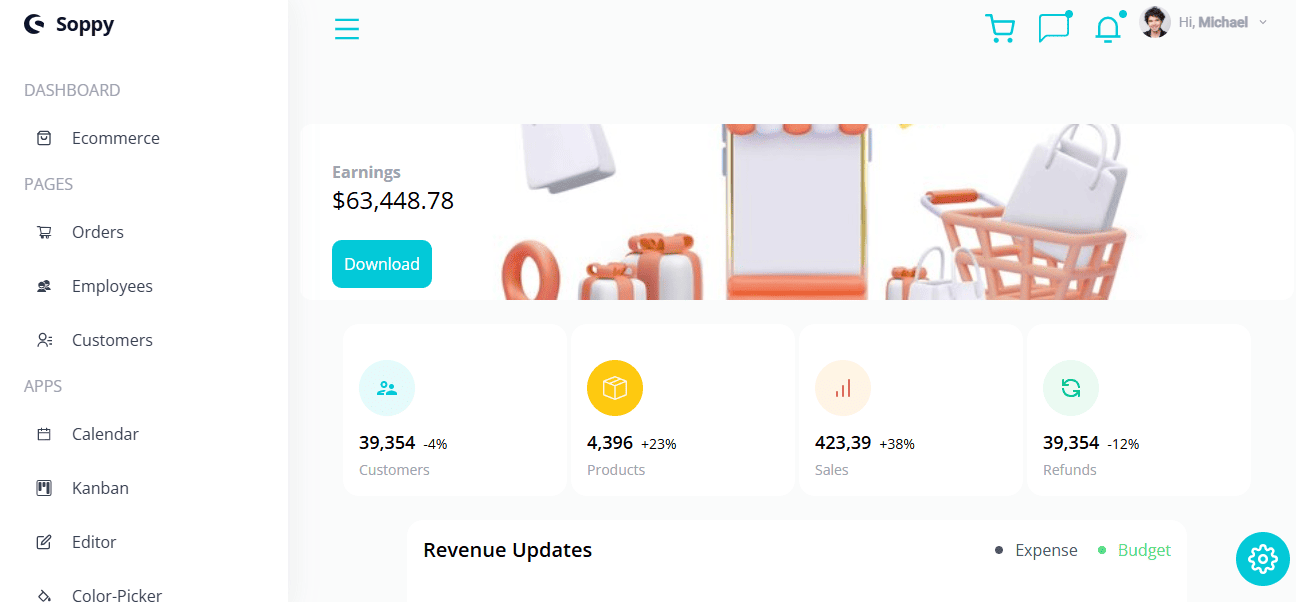 Soppy
Hi, Michael
DASHBOARD
Ecommerce
PAGES
Orders
Employees
Customers
APPS
Calendar
Kanban
Editor
Color-Picker
Earnings
$63,448.78
Download
39,354 -4%
Customers
4,396 +23%
Products
423,39 +38%
Sales
39,354 -12%
Refunds
Revenue Updates
Expense
Budget